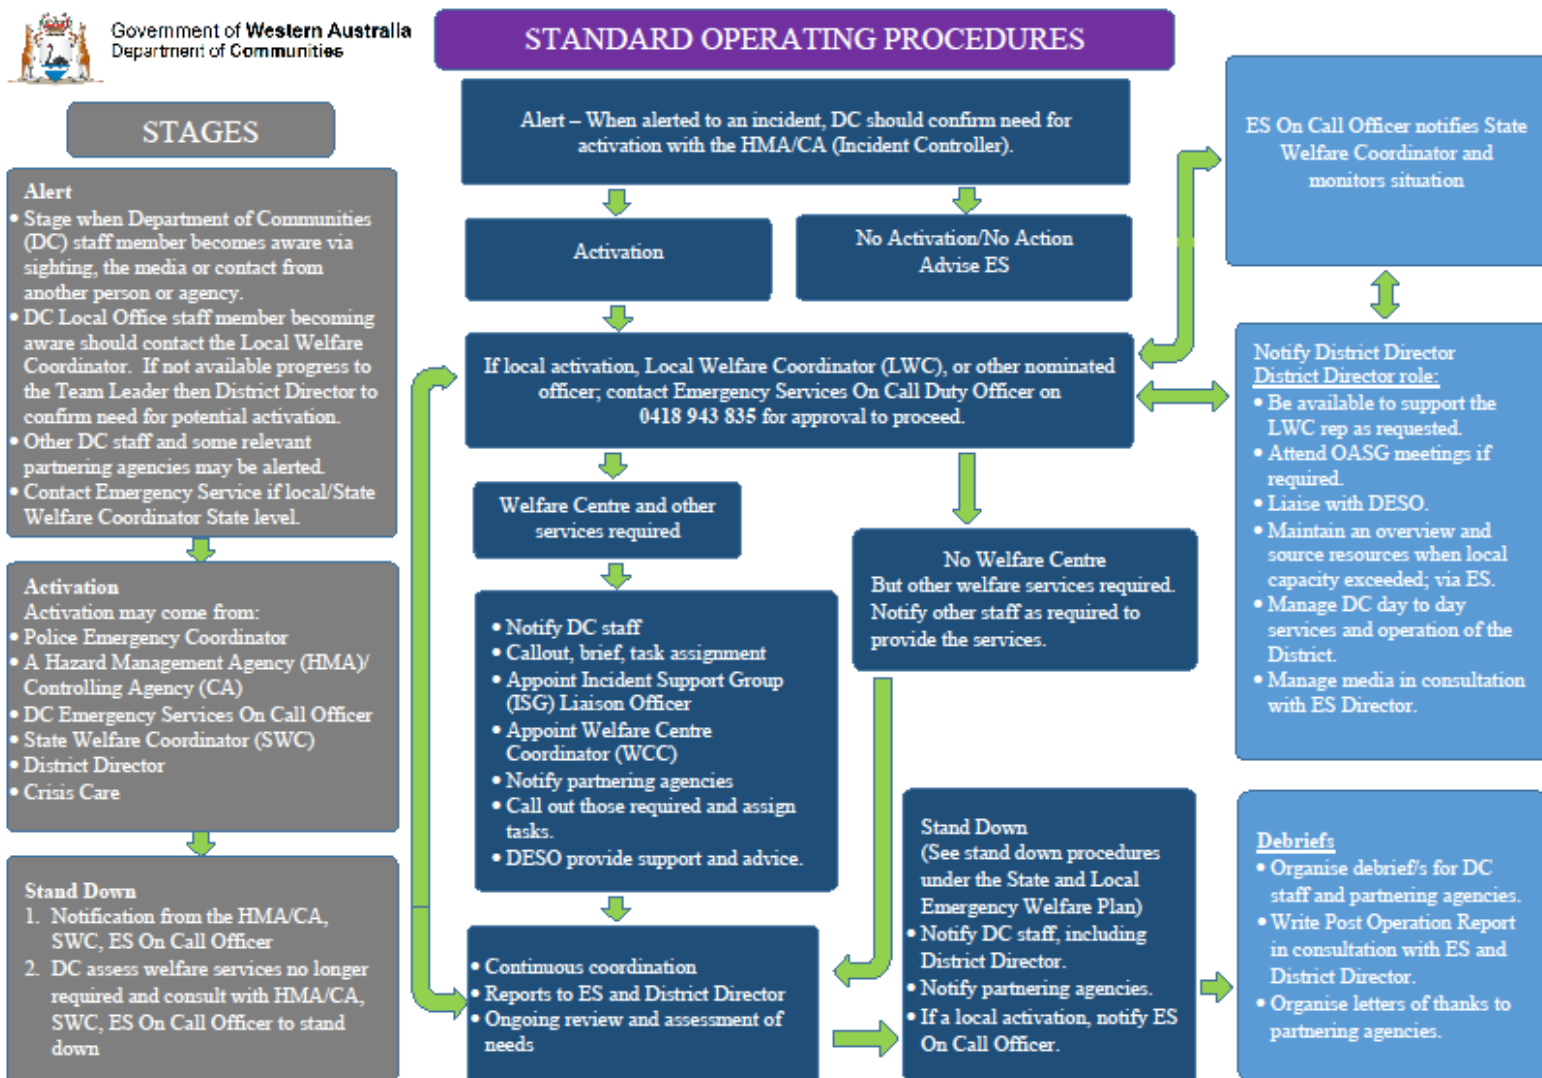 Government of Western Australia
Department of Communities
STANDARD OPERATING PROCEDURES
STAGES
Alert
• Stage when Department of Communities
(DC) staff member becomes aware via
sighting, the media or contact from
another person or agency.
• DC Local Office staff member becoming
aware should contact the Local Welfare
Coordinator. If not available progress to
the Team Leader then District Director to
confirm need for potential activation.
• Other DC staff and some relevant
partnering agencies may be alerted.
• Contact Emergency Service if local/State
Welfare Coordinator State level.
Activation
Activation may come from:
• Police Emergency Coordinator
• A Hazard Management Agency (HMA)/
Controlling Agency (CA)
• DC Emergency Services On Call Officer
• State Welfare Coordinator (SWC)
• District Director
• Crisis Care
Stand Down
1. Notification from the HMA/CA,
SWC, ES On Call Officer
2. DC assess welfare services no longer
required and consult with HMA/CA,
SWC, ES On Call Officer to stand
down
Alert – When alerted to an incident, DC should confirm need for
activation with the HMA/CA (Incident Controller).
Activation
No Activation/No Action
Advise ES
If local activation, Local Welfare Coordinator (LWC), or other nominated
officer; contact Emergency Services On Call Duty Officer on
0418 943 835 for approval to proceed.
Welfare Centre and other
services required
No Welfare Centre
But other welfare services required.
Notify other staff as required to
provide the services.
• Notify DC staff
• Callout, brief, task assignment
• Appoint Incident Support Group
(ISG) Liaison Officer
• Appoint Welfare Centre
Coordinator (WCC)
• Notify partnering agencies
• Call out those required and assign
tasks.
• DESO provide support and advice.
• Continuous coordination
• Reports to ES and District Director
• Ongoing review and assessment of
needs
Stand Down
(See stand down procedures
under the State and Local
Emergency Welfare Plan)
• Notify DC staff, including
District Director.
• Notify partnering agencies.
• If a local activation, notify ES
On Call Officer.
ES On Call Officer notifies State
Welfare Coordinator and
monitors situation
Notify District Director
District Director role:
• Be available to support the
LWC rep as requested.
• Attend OASG meetings if
required.
• Liaise with DESO.
• Maintain an overview and
source resources when local
capacity exceeded; via ES.
• Manage DC day to day
services and operation of the
District.
• Manage media in consultation
with ES Director.
Debriefs
• Organise debrief/s for DC
staff and partnering agencies.
• Write Post Operation Report
in consultation with ES and
District Director.
• Organise letters of thanks to
partnering agencies.